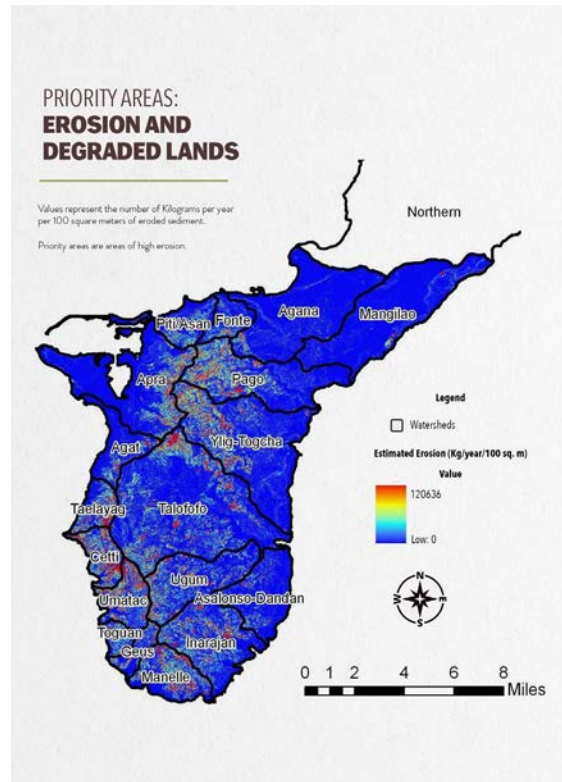 PRIORITY AREAS:
EROSION AND
DEGRADED LANDS
Values represent the number of Kilograms per year
per 100 square meters of eroded sediment.
Priority areas are areas of high erosion.
Northern
Agana
Mangilao
Piti/Asan
Fonte
Apra
Pago
Agat
Ylig-Togcha
Taelayag
Talofofo
Cetti
Ugum
Umatac
Asalonso-Dandan
Toguan
Geus
Inarajan
Manelle
Legend
Watersheds
Estimated Erosion (Kg/year/100 sq. m)
Value
120636
Low: 0
N
W
E
S
0 1 2 4 6 8
Miles